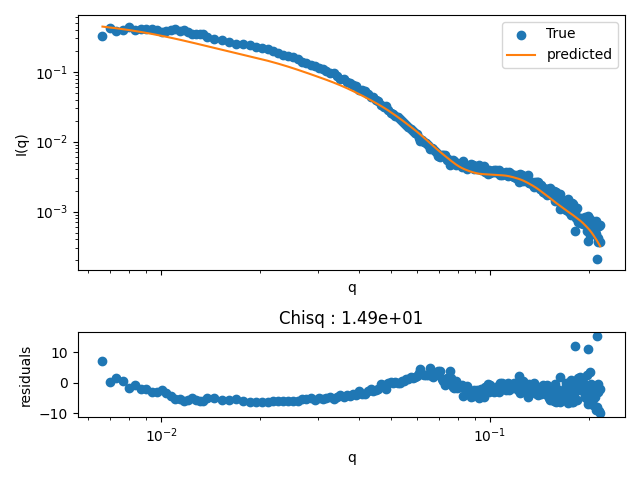 True
predicted
I(q)
10⁻¹
10⁻²
10⁻³
q
Chisq : 1.49e+01
residuals
10
0
−10
10⁻²
10⁻¹
q